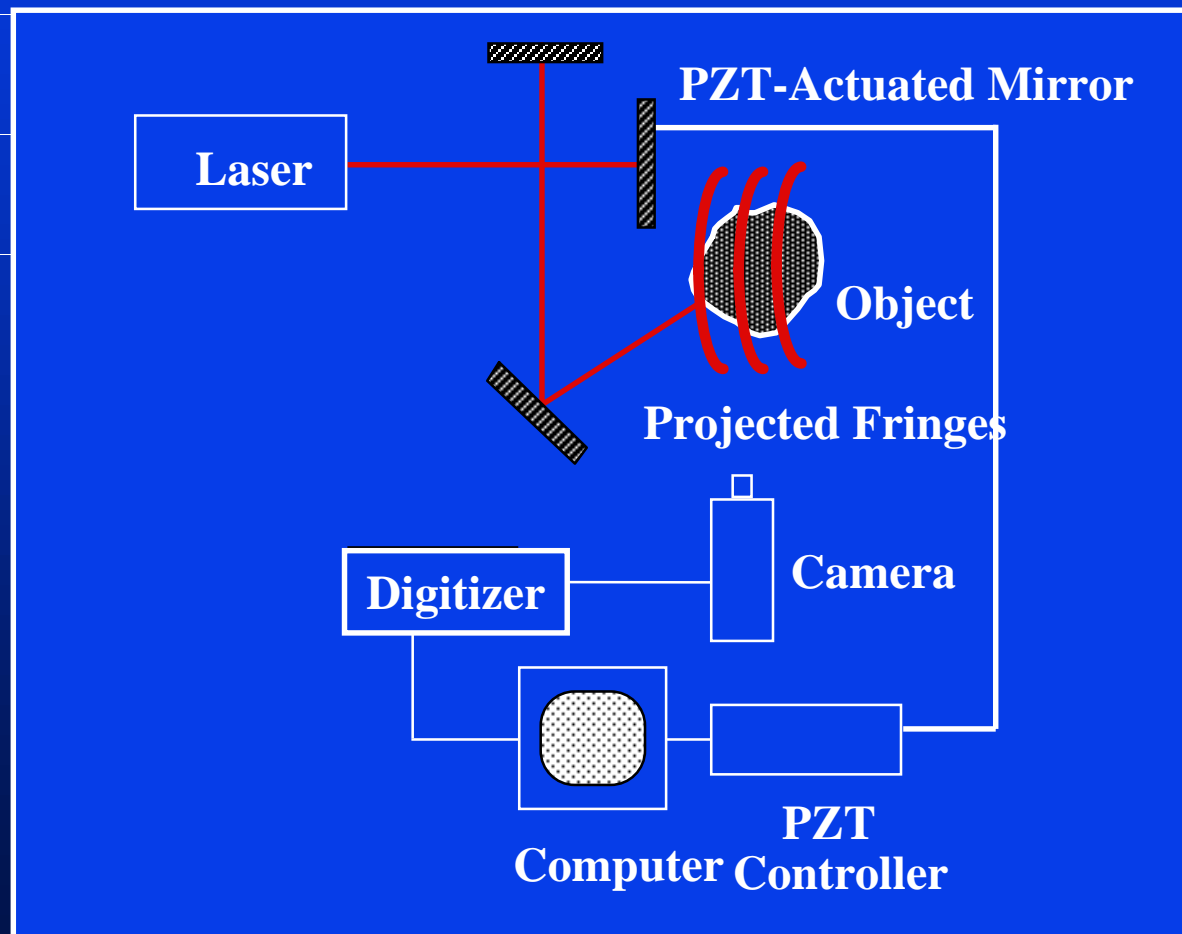 PZT-Actuated Mirror
Laser
Object
Projected Fringes
Camera
Digitizer
PZT
Computer Controller